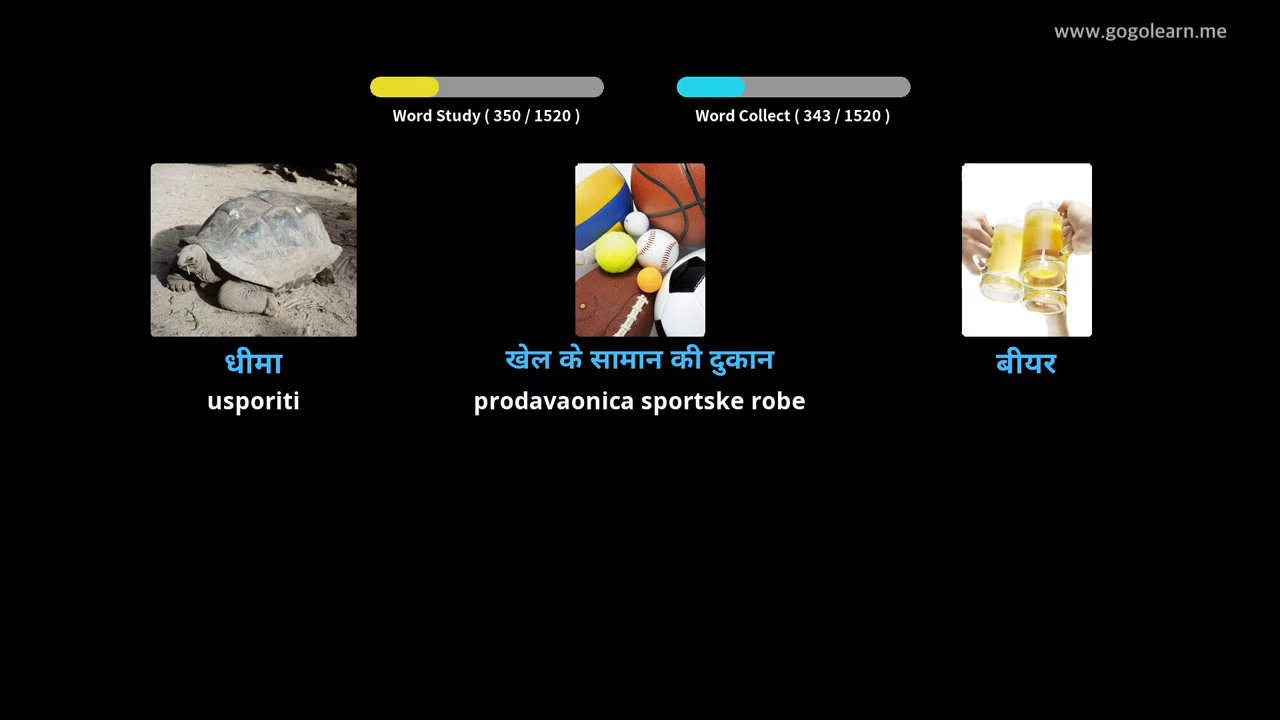 www.gogolearn.me
Word Study ( 350 / 1520 )
Word Collect ( 343 / 1520 )
धीमा
खेल के सामान की दुकान
बीयर
usporiti
prodavaonica sportske robe